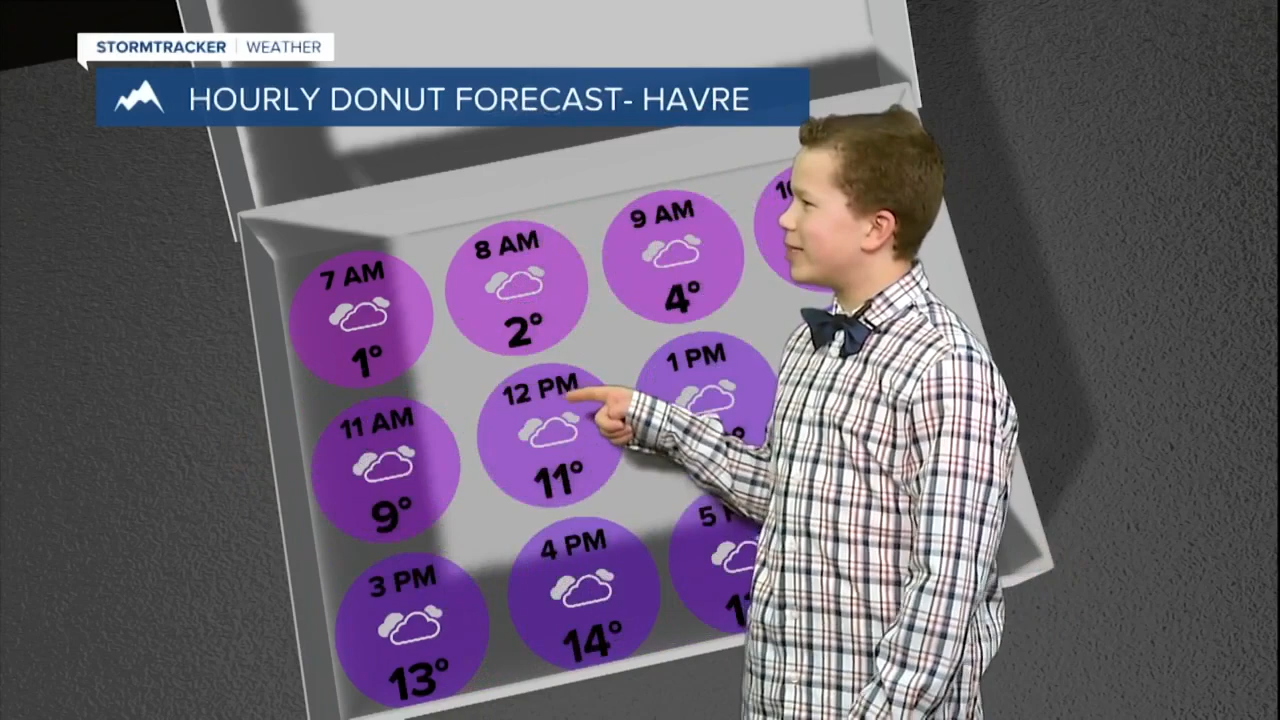 STORMTRACKER | WEATHER
HOURLY DONUT FORECAST- HAVRE
7 AM
1°
8 AM
2°
9 AM
4°
11 AM
9°
12 PM
11°
1 PM
3 PM
13°
4 PM
14°
5